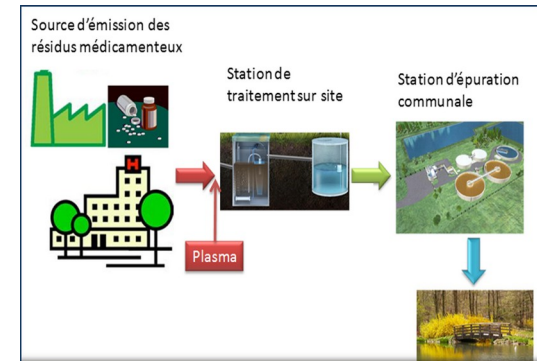 Source d'émission des
résidus médicamenteux
H
Station de
traitement sur site
Station d'épuration
communale
Plasma